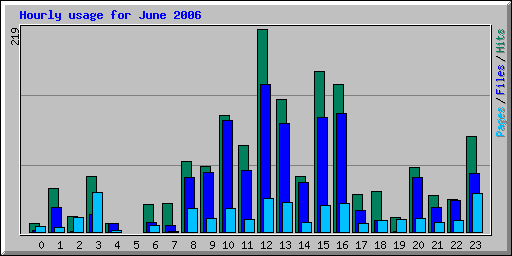 Hourly usage for June 2006
219
Pages / Files / Hits
0 1 2 3 4 5 6 7 8 9 10 11 12 13 14 15 16 17 18 19 20 21 22 23